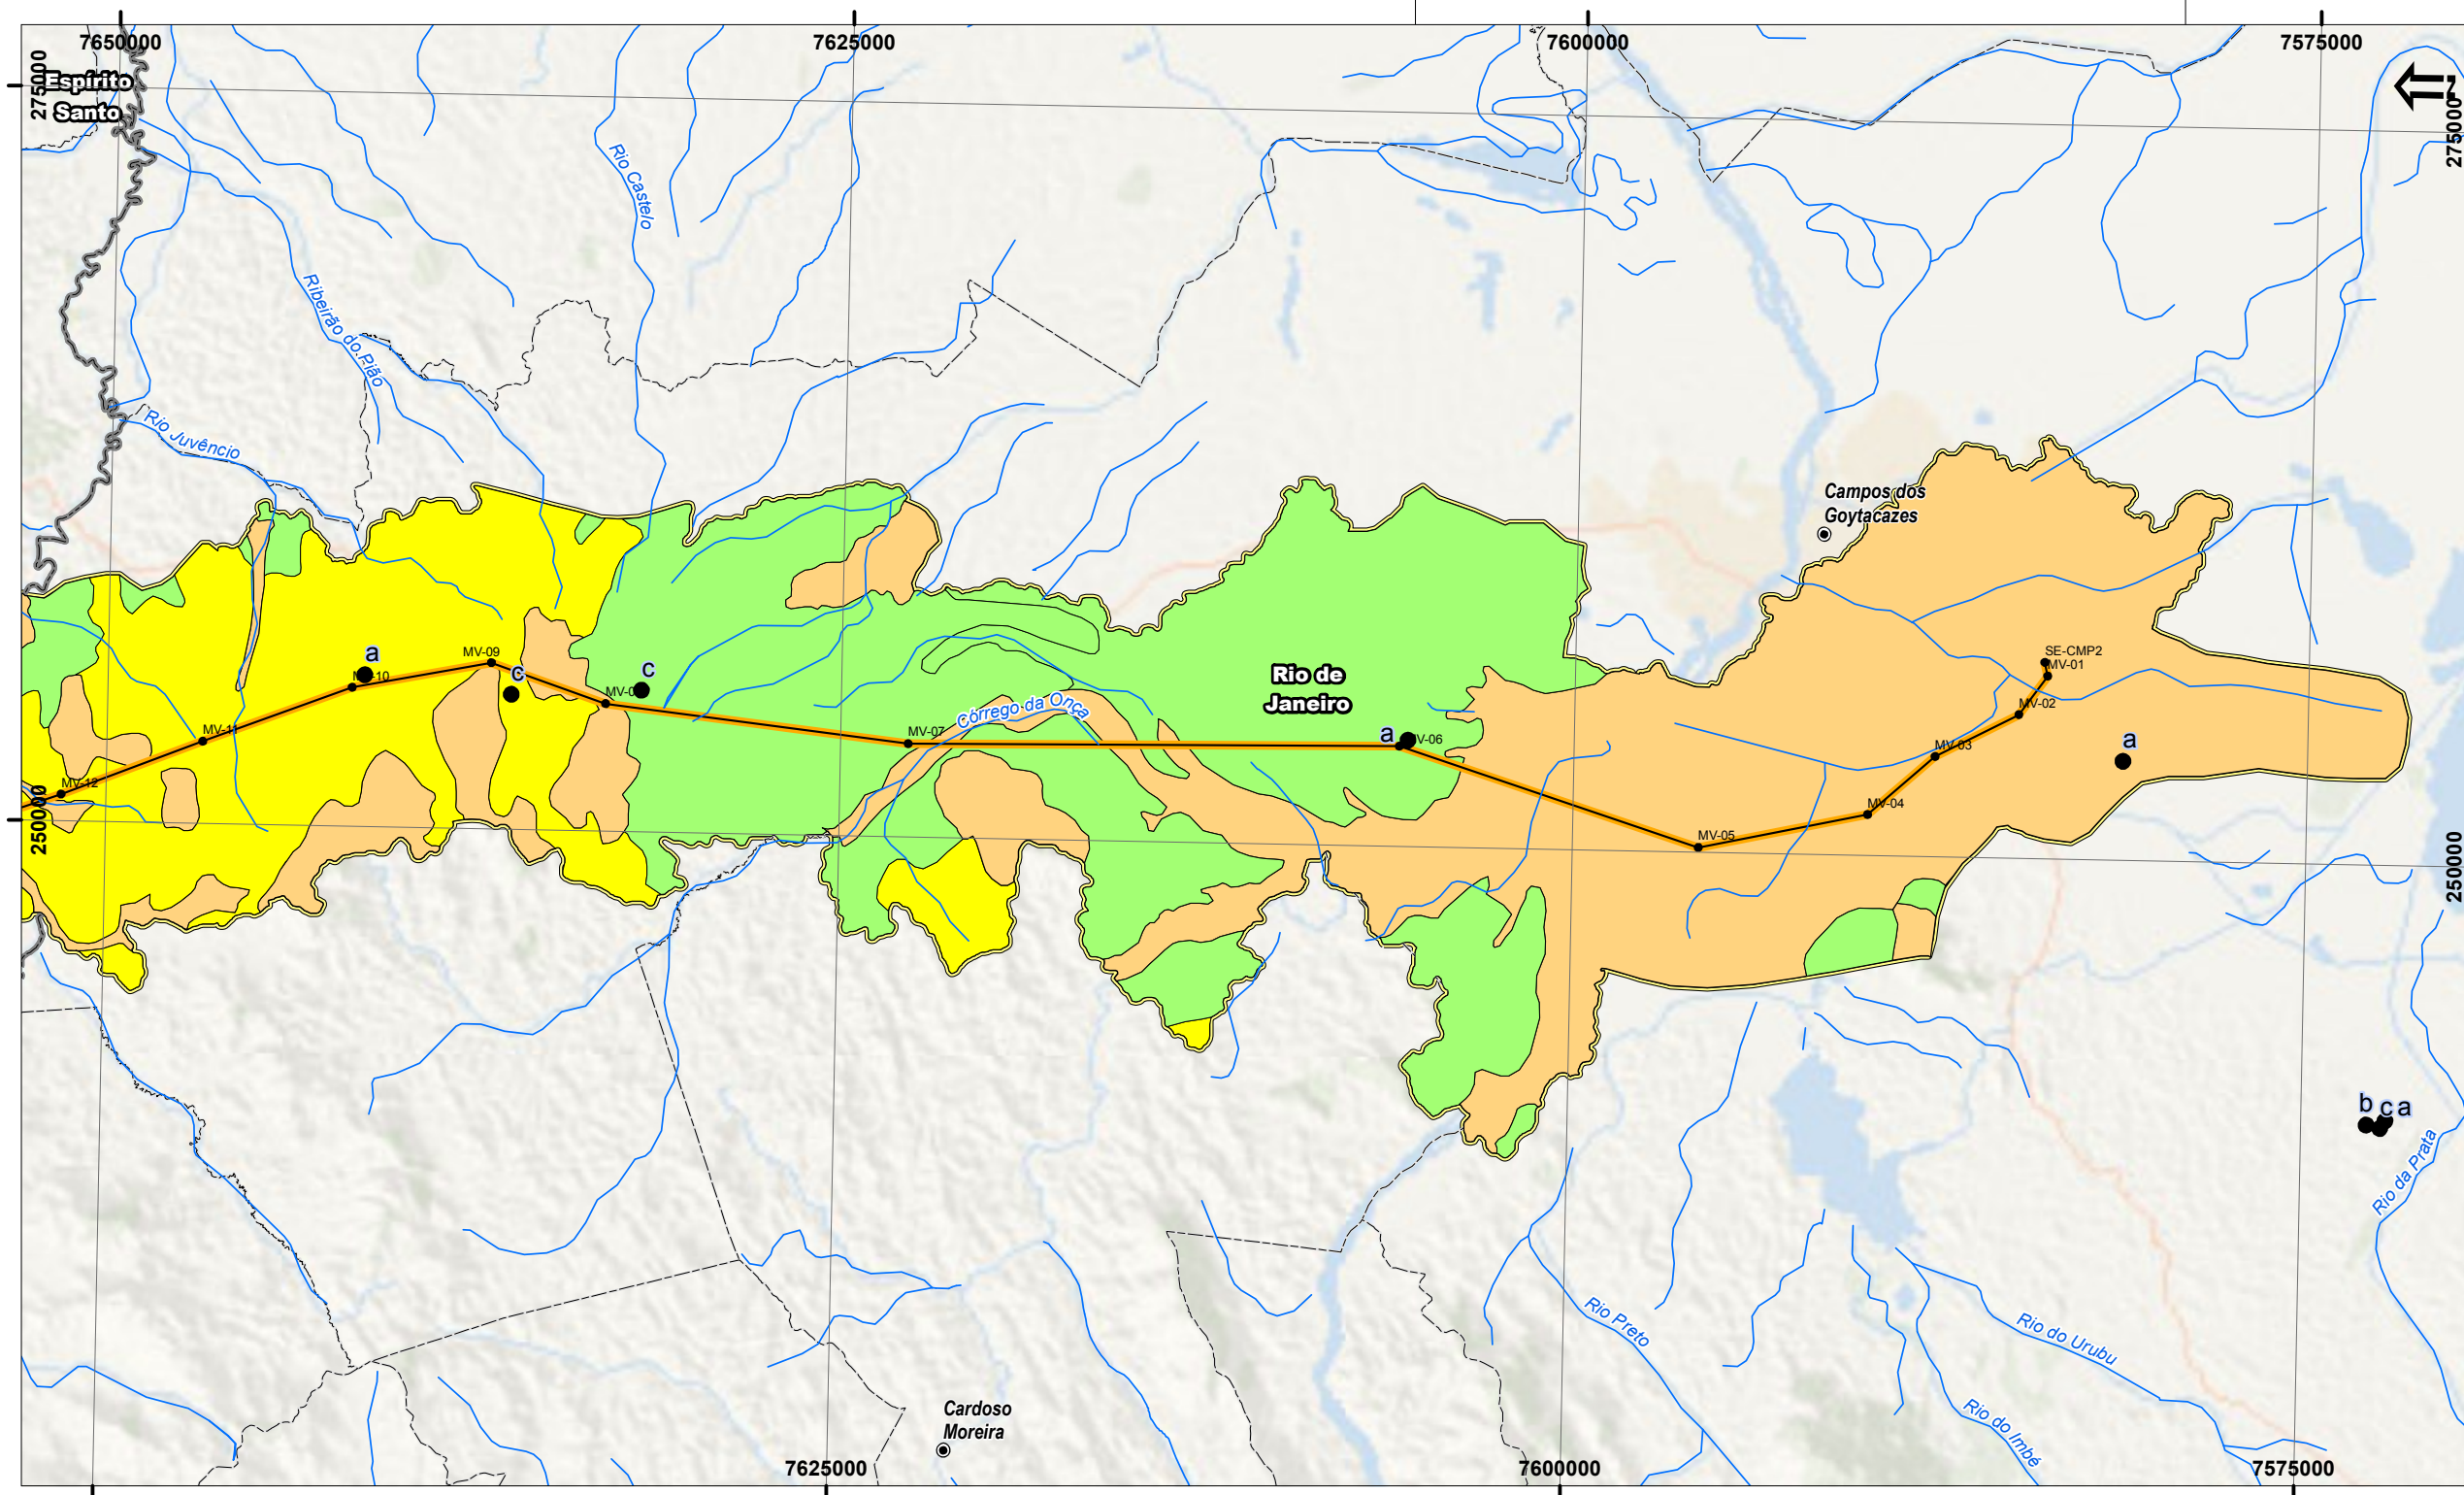 7650000
7625000
7600000
7575000
275000
Espírito
Santo
275000
Rio Castelo
Ribeirão do Pião
Rio Juvêncio
Campos dos
Goytacazes
MV-09
a
c
c
SE-CMP2
MV-01
Rio de
Janeiro
Córrego da Onça
MV-02
MV-11
MV-07
a
MV-03
a
MV-12
MV-04
MV-05
250000
250000
b
c
a
Rio da Prata
Rio Preto
Rio do Urubu
Rio do Imbé
Cardoso
Moreira
7625000
7600000
7575000